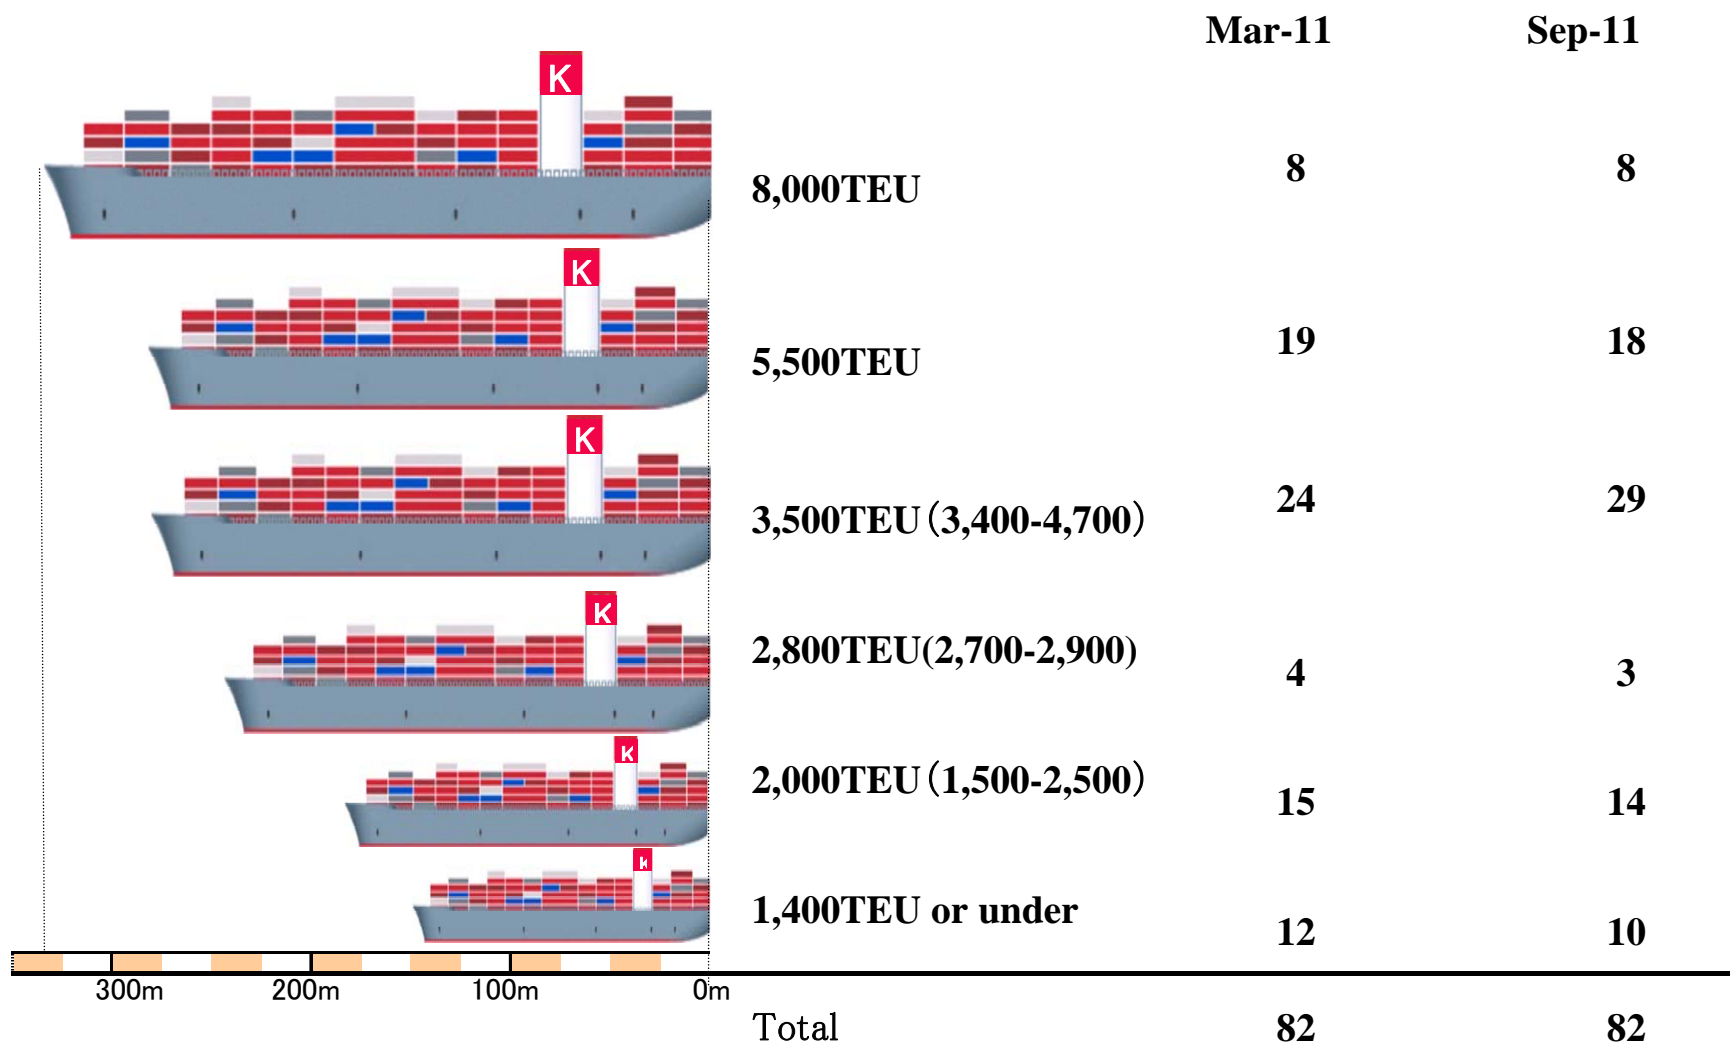 Mar-11 Sep-11
K
8,000TEU 8 8
K
5,500TEU 19 18
K
3,500TEU（3,400-4,700） 24 29
K
2,800TEU(2,700-2,900) 4 3
K
2,000TEU（1,500-2,500） 15 14
K
1,400TEU or under 12 10
300m 200m 100m 0m
Total 82 82